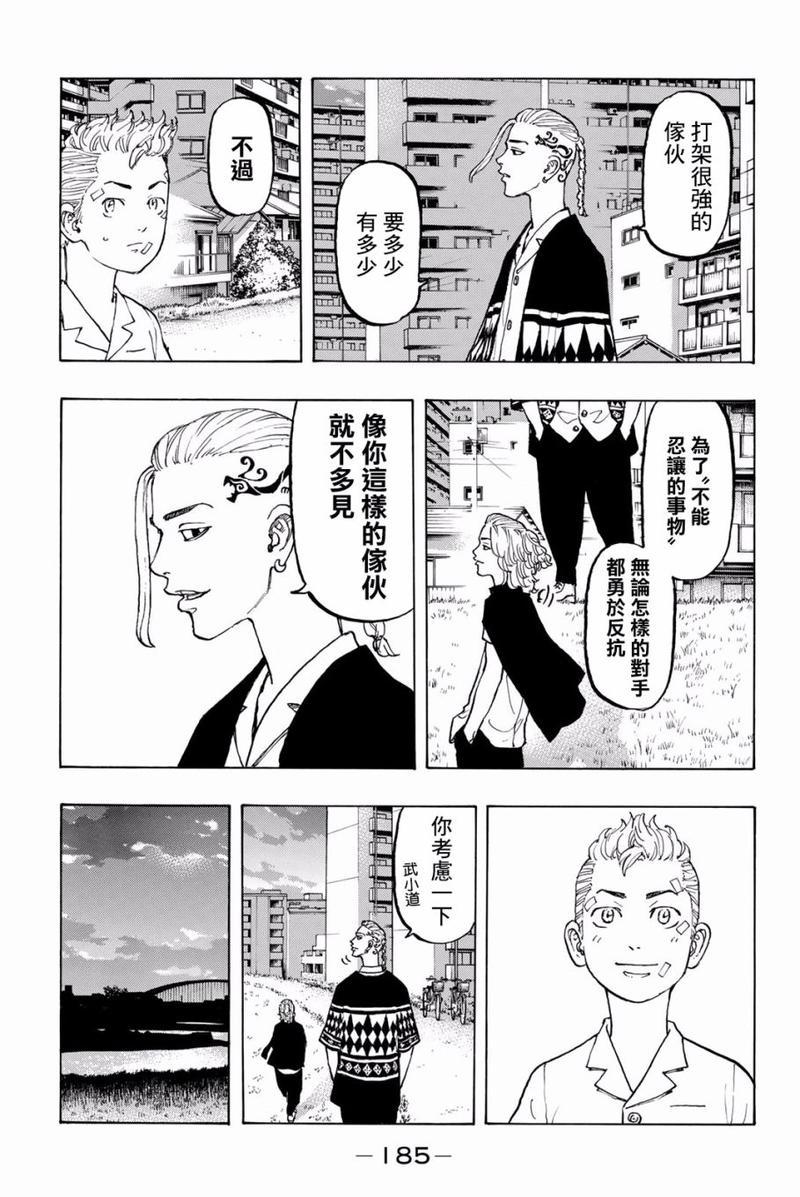 打架很強的
傢伙
要多少
有多少
不過
為了〝不能
忍讓的事物〞
無論怎樣的對手
都勇於反抗
像你這樣的傢伙
就不多見
你考慮一下
武小道
－185－